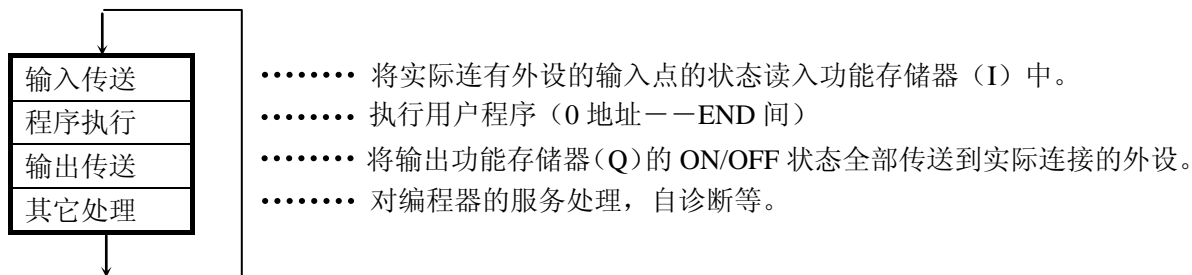 输入传送 ········ 将实际连有外设的输入点的状态读入功能存储器（I）中。
程序执行 ········ 执行用户程序（0 地址――END 间）
输出传送 ········ 将输出功能存储器（Q）的 ON/OFF 状态全部传送到实际连接的外设。
其它处理 ········ 对编程器的服务处理，自诊断等。